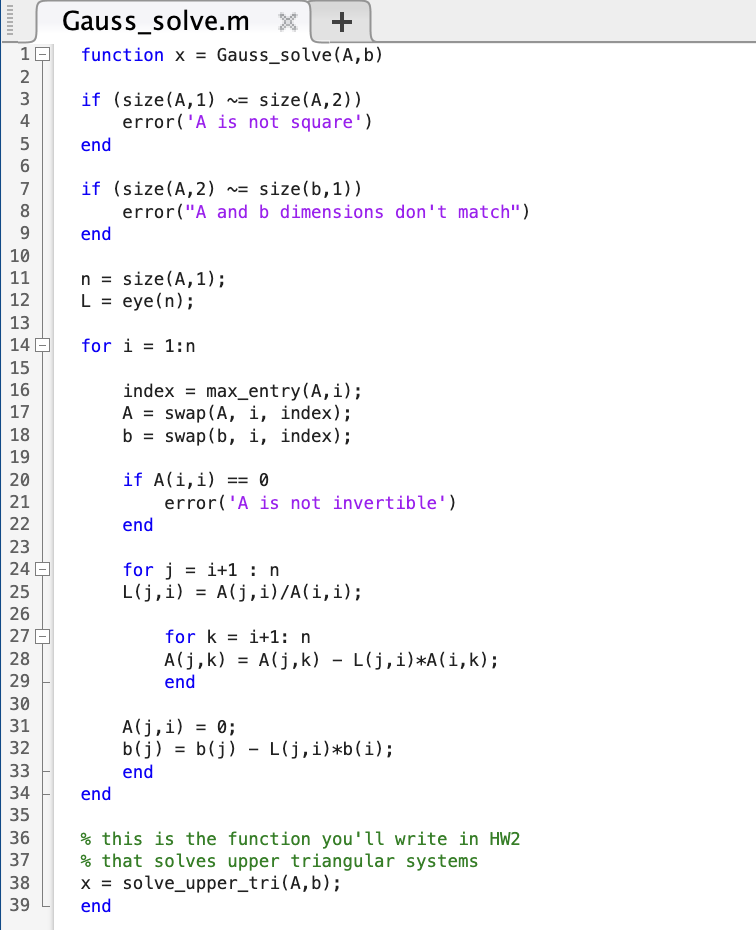 Gauss_solve.m
1 function x = Gauss_solve(A,b)
2
3 if (size(A,1) ~= size(A,2))
4 error('A is not square')
5 end
6
7 if (size(A,2) ~= size(b,1))
8 error("A and b dimensions don't match")
9 end
10
11 n = size(A,1);
12 L = eye(n);
13
14 for i = 1:n
15
16 index = max_entry(A,i);
17 A = swap(A, i, index);
18 b = swap(b, i, index);
19
20 if A(i,i) == 0
21 error('A is not invertible')
22 end
23
24 for j = i+1 : n
25 L(j,i) = A(j,i)/A(i,i);
26
27 for k = i+1: n
28 A(j,k) = A(j,k) - L(j,i)*A(i,k);
29 end
30
31 A(j,i) = 0;
32 b(j) = b(j) - L(j,i)*b(i);
33 end
34 end
35
36 % this is the function you'll write in HW2
37 % that solves upper triangular systems
38 x = solve_upper_tri(A,b);
39 end